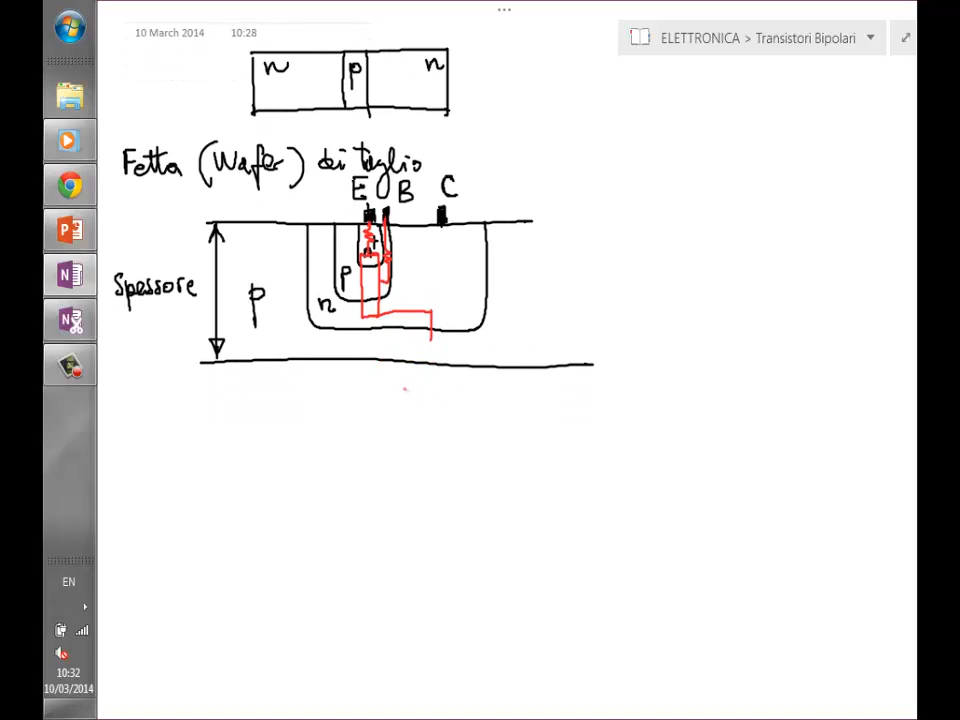 10 March 2014 10:28
ELETTRONICA > Transistori Bipolari
n p n
Fetta (Wafer) di taglio
E B C
Spessore
p
n
p
EN
10:32
10/03/2014